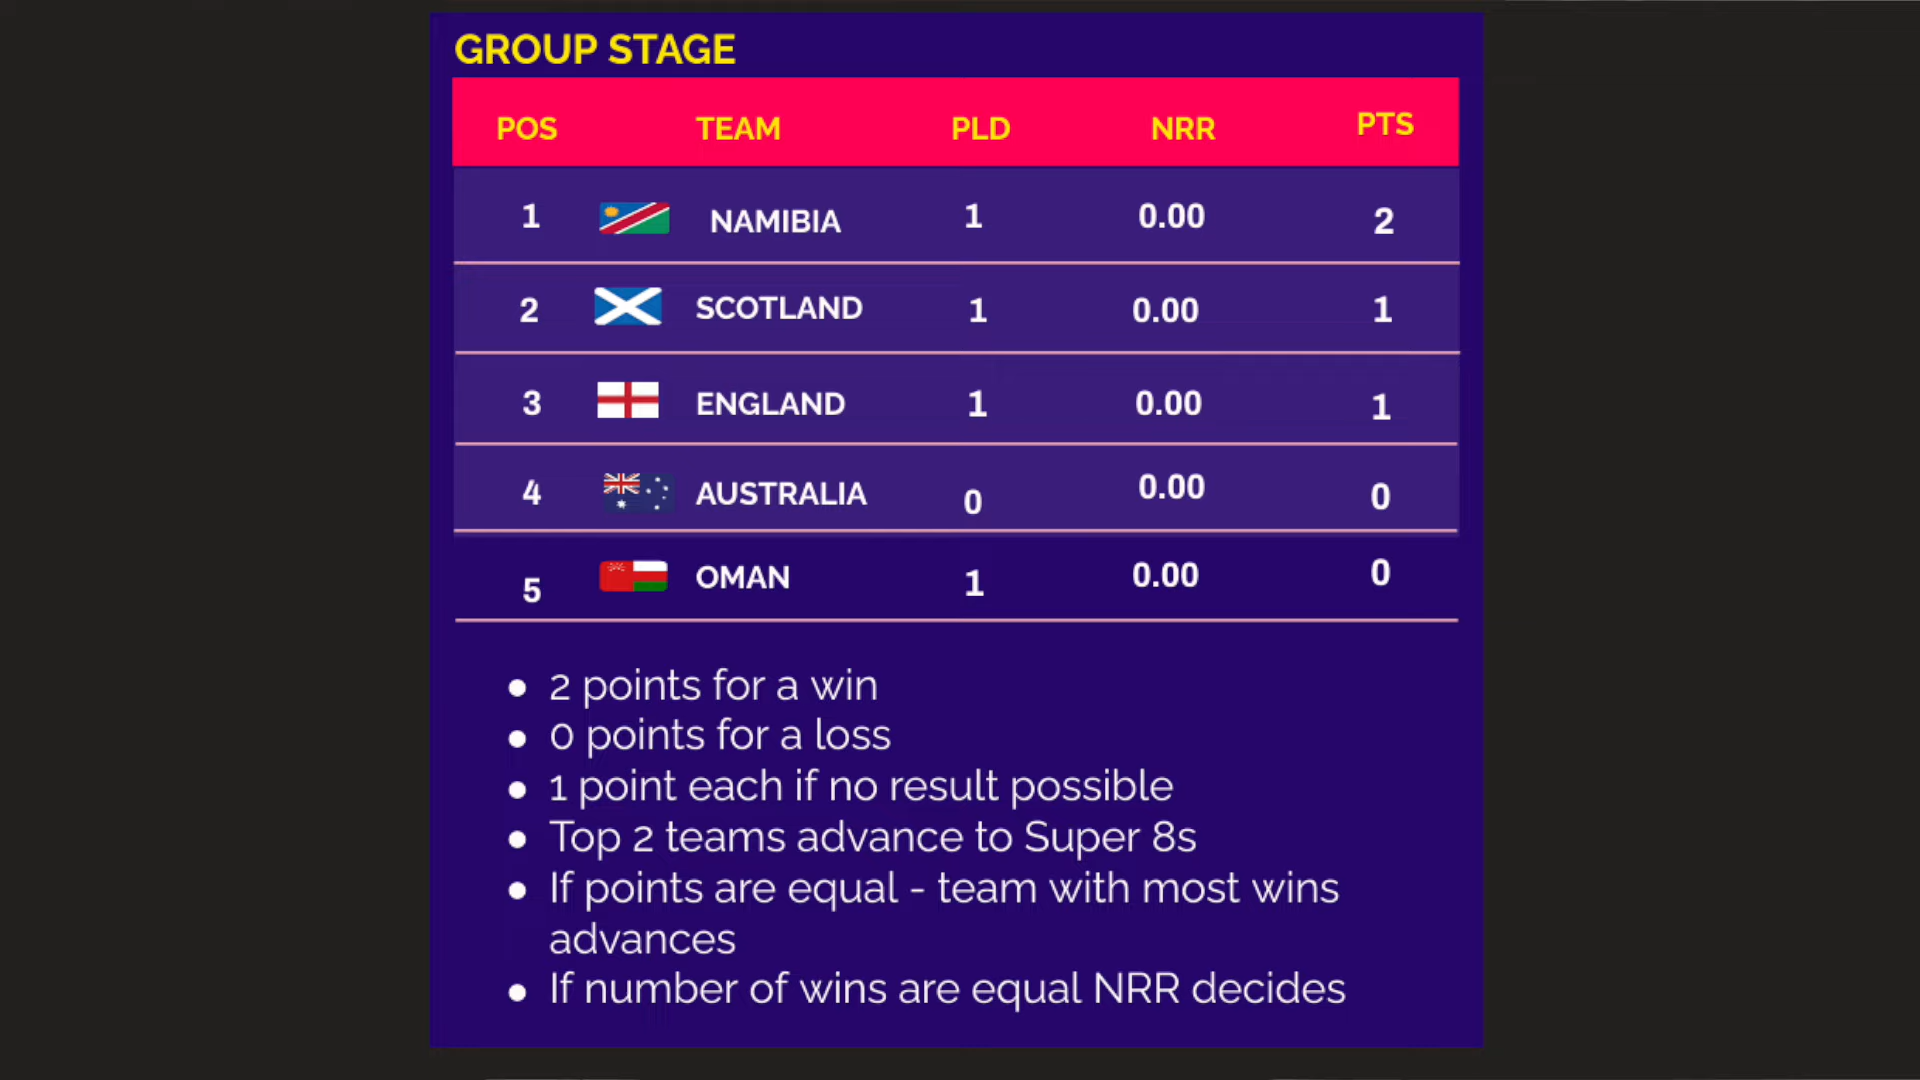 GROUP STAGE
POS TEAM PLD NRR PTS
1 NAMIBIA 1 0.00 2
2 SCOTLAND 1 0.00 1
3 ENGLAND 1 0.00 1
4 AUSTRALIA 0 0.00 0
5 OMAN 1 0.00 0
• 2 points for a win
• 0 points for a loss
• 1 point each if no result possible
• Top 2 teams advance to Super 8s
• If points are equal - team with most wins
advances
• If number of wins are equal NRR decides